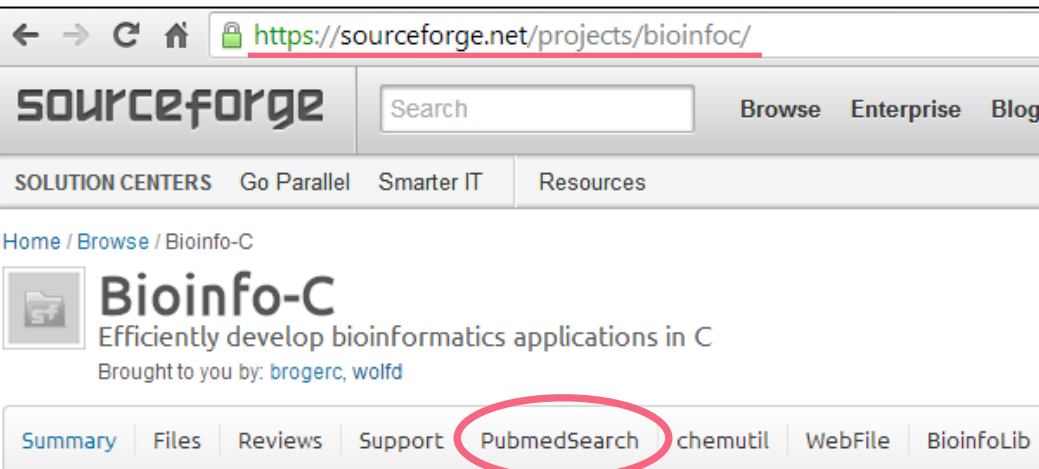 https://sourceforge.net/projects/bioinfoc/
sourceforge Search Browse Enterprise Blog
SOLUTION CENTERS Go Parallel Smarter IT Resources
Home / Browse / Bioinfo-C
sf Bioinfo-C
Efficiently develop bioinformatics applications in C
Brought to you by: brogerc, wolfd
Summary Files Reviews Support PubmedSearch chemutil WebFile BioinfoLib